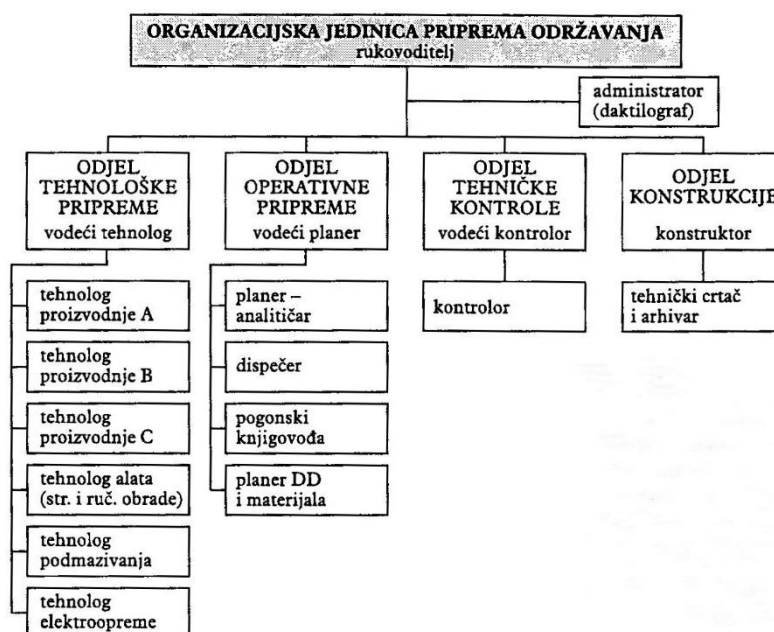 ORGANIZACIJSKA JEDINICA PRIPREMA ODRŽAVANJA
rukovoditelj
administrator
(daktilograf)
ODJEL
TEHNOLOŠKE
PRIPREME
vodeći tehnolog
ODJEL
OPERATIVNE
PRIPREME
vodeći planer
ODJEL
TEHNIČKE
KONTROLE
vodeći kontrolor
ODJEL
KONSTRUKCIJE
konstruktor
tehnolog
proizvodnje A
tehnolog
proizvodnje B
tehnolog
proizvodnje C
tehnolog alata
(str. i ruč. obrade)
tehnolog
podmazivanja
tehnolog
elektroopreme
planer –
analitičar
dispečer
pogonski
knjigovođa
planer DD
i materijala
kontrolor
tehnički crtač
i arhivar